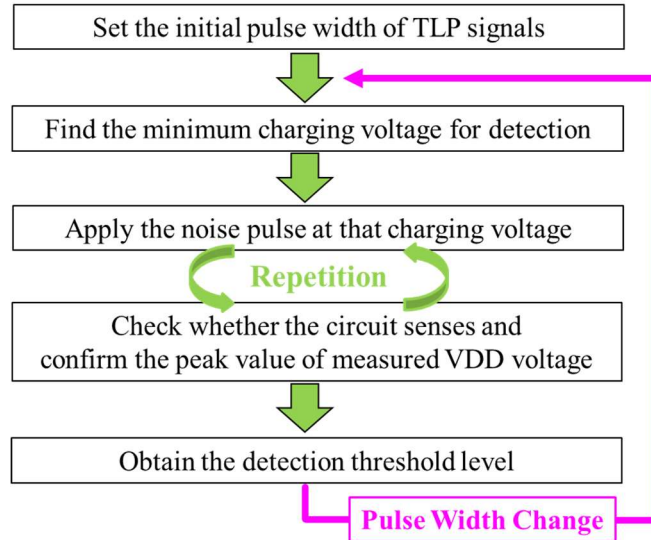 Set the initial pulse width of TLP signals
Find the minimum charging voltage for detection
Apply the noise pulse at that charging voltage
Repetition
Check whether the circuit senses and
confirm the peak value of measured VDD voltage
Obtain the detection threshold level
Pulse Width Change